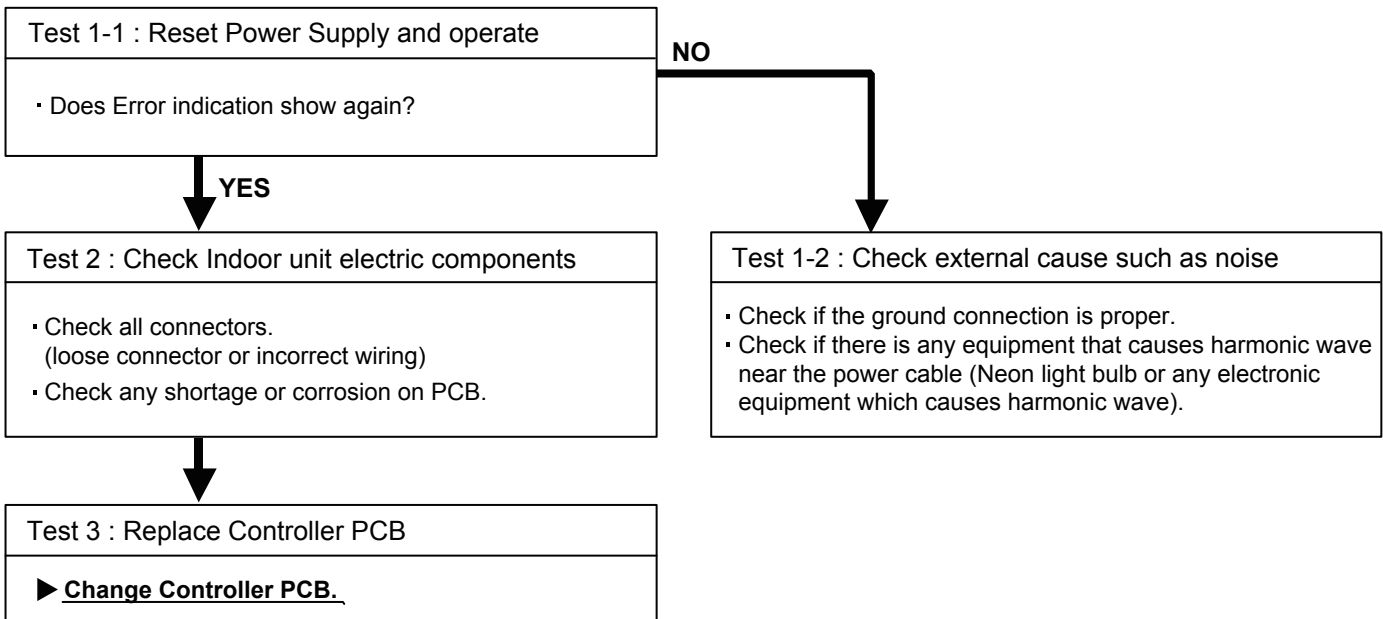 Test 1-1 : Reset Power Supply and operate
NO
· Does Error indication show again?
YES
Test 2 : Check Indoor unit electric components
· Check all connectors.
(loose connector or incorrect wiring)
· Check any shortage or corrosion on PCB.
Test 1-2 : Check external cause such as noise
· Check if the ground connection is proper.
· Check if there is any equipment that causes harmonic wave
near the power cable (Neon light bulb or any electronic
equipment which causes harmonic wave).
Test 3 : Replace Controller PCB
▶ Change Controller PCB.